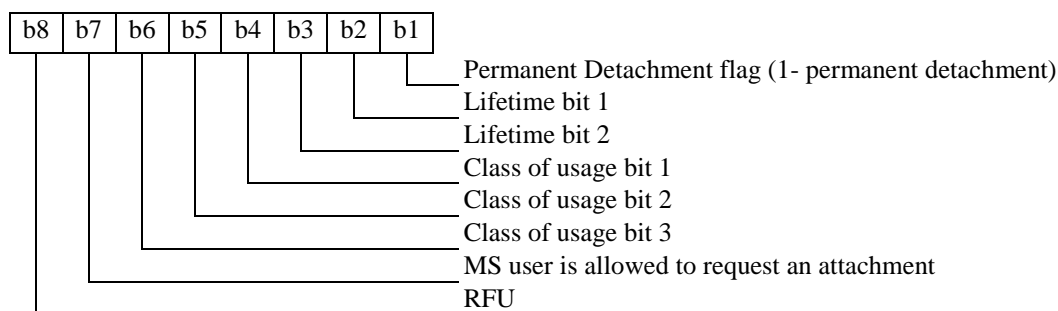 b8 b7 b6 b5 b4 b3 b2 b1
Permanent Detachment flag (1- permanent detachment)
Lifetime bit 1
Lifetime bit 2
Class of usage bit 1
Class of usage bit 2
Class of usage bit 3
MS user is allowed to request an attachment
RFU